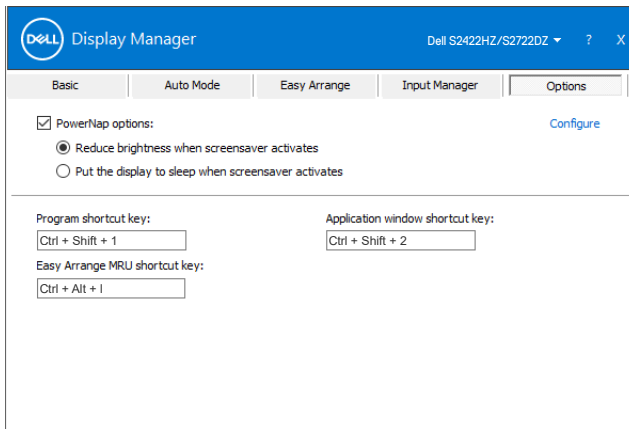 DELL Display Manager Dell S2422HZ/S2722DZ ? X
Basic Auto Mode Easy Arrange Input Manager Options
PowerNap options: Configure
Reduce brightness when screensaver activates
Put the display to sleep when screensaver activates
Program shortcut key: Application window shortcut key:
Ctrl + Shift + 1 Ctrl + Shift + 2
Easy Arrange MRU shortcut key:
Ctrl + Alt + l